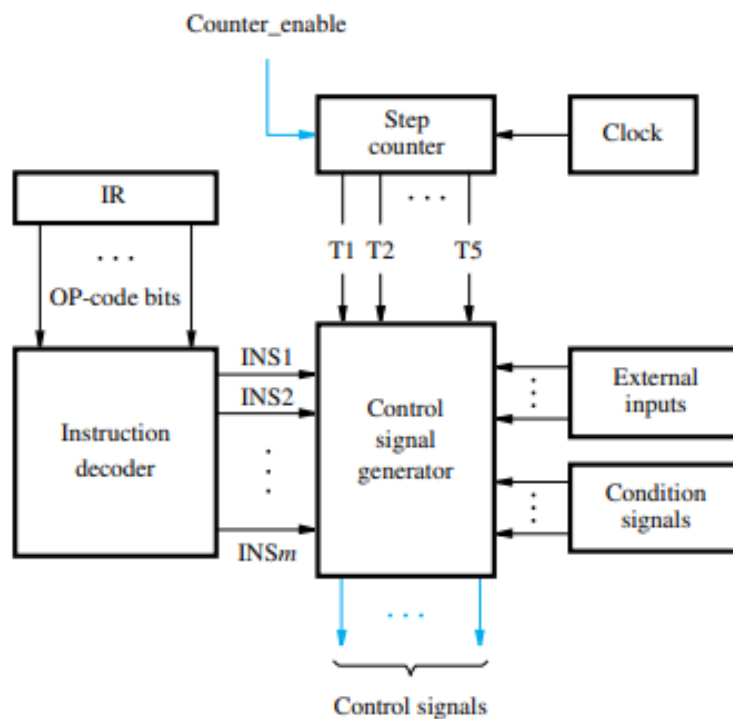 Counter_enable
Step
counter
Clock
IR
. . .
. . .
T1 T2 T5
OP-code bits
INS1
INS2
INSm
Instruction
decoder
Control
signal
generator
External
inputs
Condition
signals
. . .
Control signals